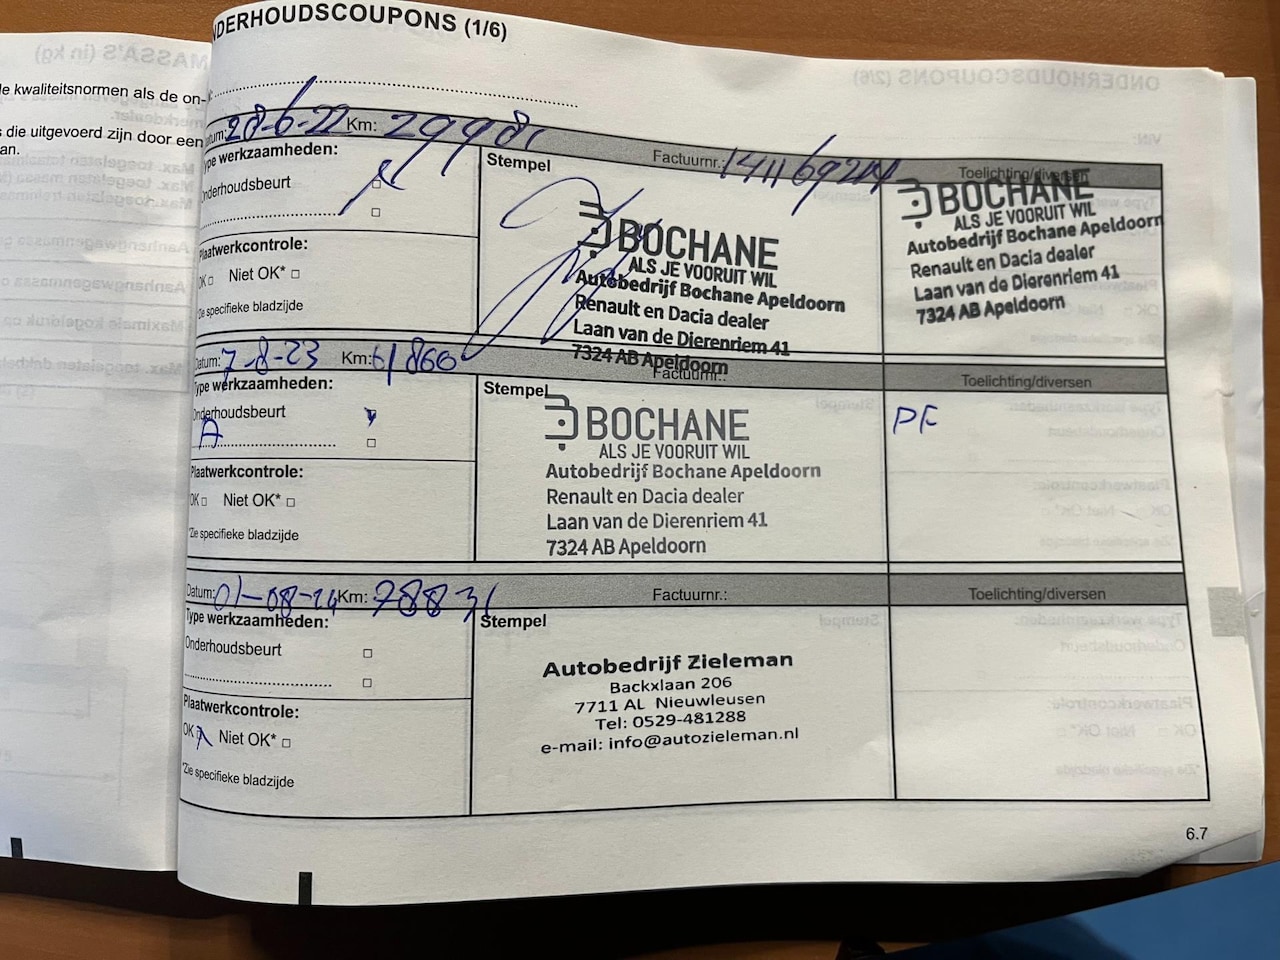 NDERHOUDSCOUPONS (1/6)
le kwaliteitsnormen als de on-
s die uitgevoerd zijn door een
an.
tum: 28-6-22 Km: 29981 Factuurnr.: Toelichting/diversen
Type werkzaamheden:
Onderhoudsbeurt
Plaatwerkcontrole:
OK □ Niet OK* □
Zie specifieke bladzijde
Stempel
BOCHANE
ALS JE VOORUIT WIL
Autobedrijf Bochane Apeldoorn
Renault en Dacia dealer
Laan van de Dierenriem 41
7324 AB Apeldoorn
BOCHANE
ALS JE VOORUIT WIL
Autobedrijf Bochane Apeldoorn
Renault en Dacia dealer
Laan van de Dierenriem 41
7324 AB Apeldoorn
Datum: 7-8-23 Km: 61860 Factuurnr.: Toelichting/diversen
Type werkzaamheden:
Onderhoudsbeurt
A
Plaatwerkcontrole:
OK □ Niet OK* □
*Zie specifieke bladzijde
Stempel
BOCHANE
ALS JE VOORUIT WIL
Autobedrijf Bochane Apeldoorn
Renault en Dacia dealer
Laan van de Dierenriem 41
7324 AB Apeldoorn
PF
Datum: 01-08-24 Km: 78831 Factuurnr.: Toelichting/diversen
Type werkzaamheden:
Onderhoudsbeurt
Plaatwerkcontrole:
OK Niet OK* □
*Zie specifieke bladzijde
Stempel
Autobedrijf Zieleman
Backxlaan 206
7711 AL Nieuwleusen
Tel: 0529-481288
e-mail: info@autozieleman.nl
6.7